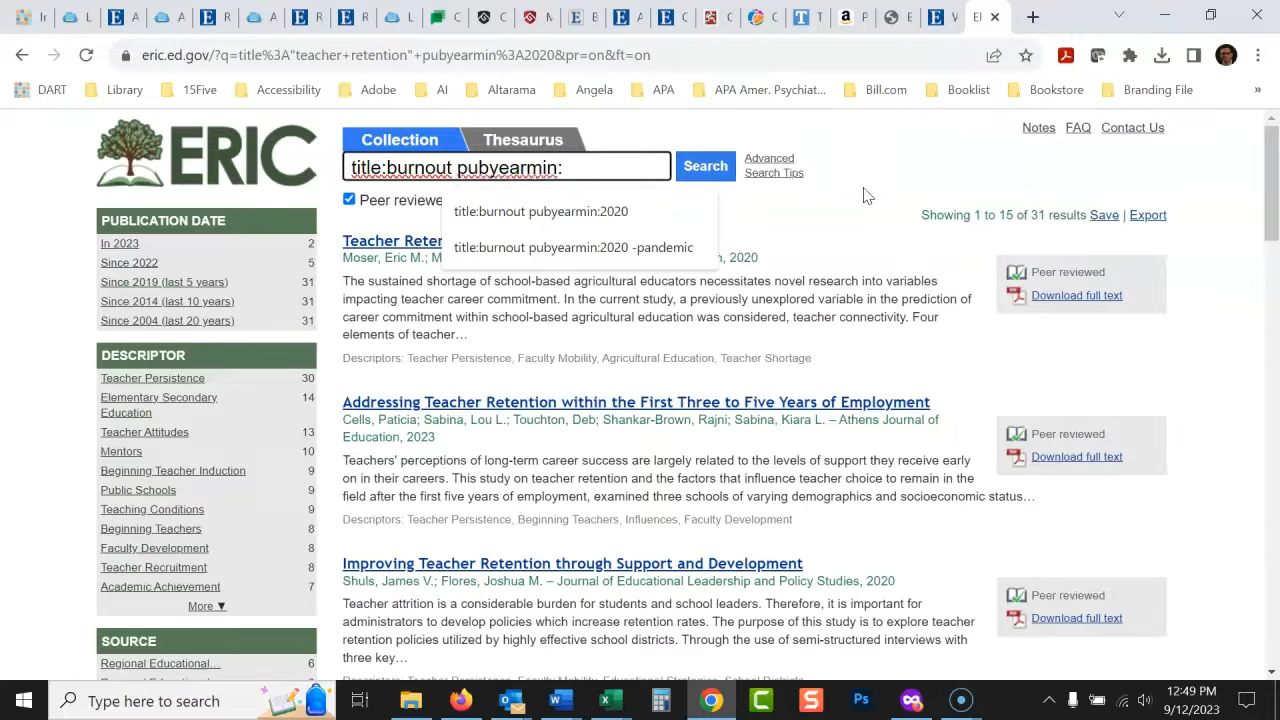 eric.ed.gov/?q=title%3A"teacher+retention"+pubyearmin%3A2020&pr=on&ft=on
DART
Library
15Five
Accessibility
Adobe
AI
Altarama
Angela
APA
APA Amer. Psychiat...
Bill.com
Booklist
Bookstore
Branding File
»
ERIC
Collection
Thesaurus
title:burnout pubyearmin:
Search
Advanced
Search Tips
Notes
FAQ
Contact Us
Peer reviewe
title:burnout pubyearmin:2020
title:burnout pubyearmin:2020 -pandemic
Showing 1 to 15 of 31 results Save | Export
PUBLICATION DATE
In 2023 2
Since 2022 5
Since 2019 (last 5 years) 31
Since 2014 (last 10 years) 31
Since 2004 (last 20 years) 31
DESCRIPTOR
Teacher Persistence 30
Elementary Secondary 14
Education
Teacher Attitudes 13
Mentors 10
Beginning Teacher Induction 9
Public Schools 9
Teaching Conditions 9
Beginning Teachers 8
Faculty Development 8
Teacher Recruitment 8
Academic Achievement 7
More ▼
SOURCE
Regional Educational... 6
Teacher Reter
Moser, Eric M.; M
n, 2020
The sustained shortage of school-based agricultural educators necessitates novel research into variables
impacting teacher career commitment. In the current study, a previously unexplored variable in the prediction of
career commitment within school-based agricultural education was considered, teacher connectivity. Four
elements of teacher…
Descriptors: Teacher Persistence, Faculty Mobility, Agricultural Education, Teacher Shortage
Peer reviewed
Download full text
Addressing Teacher Retention within the First Three to Five Years of Employment
Cells, Paticia; Sabina, Lou L.; Touchton, Deb; Shankar-Brown, Rajni; Sabina, Kiara L. – Athens Journal of
Education, 2023
Teachers' perceptions of long-term career success are largely related to the levels of support they receive early
on in their careers. This study on teacher retention and the factors that influence teacher choice to remain in the
field after the first five years of employment, examined three schools of varying demographics and socioeconomic status…
Descriptors: Teacher Persistence, Beginning Teachers, Influences, Faculty Development
Peer reviewed
Download full text
Improving Teacher Retention through Support and Development
Shuls, James V.; Flores, Joshua M. – Journal of Educational Leadership and Policy Studies, 2020
Teacher attrition is a considerable burden for students and school leaders. Therefore, it is important for
administrators to develop policies which increase retention rates. The purpose of this study is to explore teacher
retention policies utilized by highly effective school districts. Through the use of semi-structured interviews with
three key…
Peer reviewed
Download full text
Type here to search
12:49 PM
9/12/2023